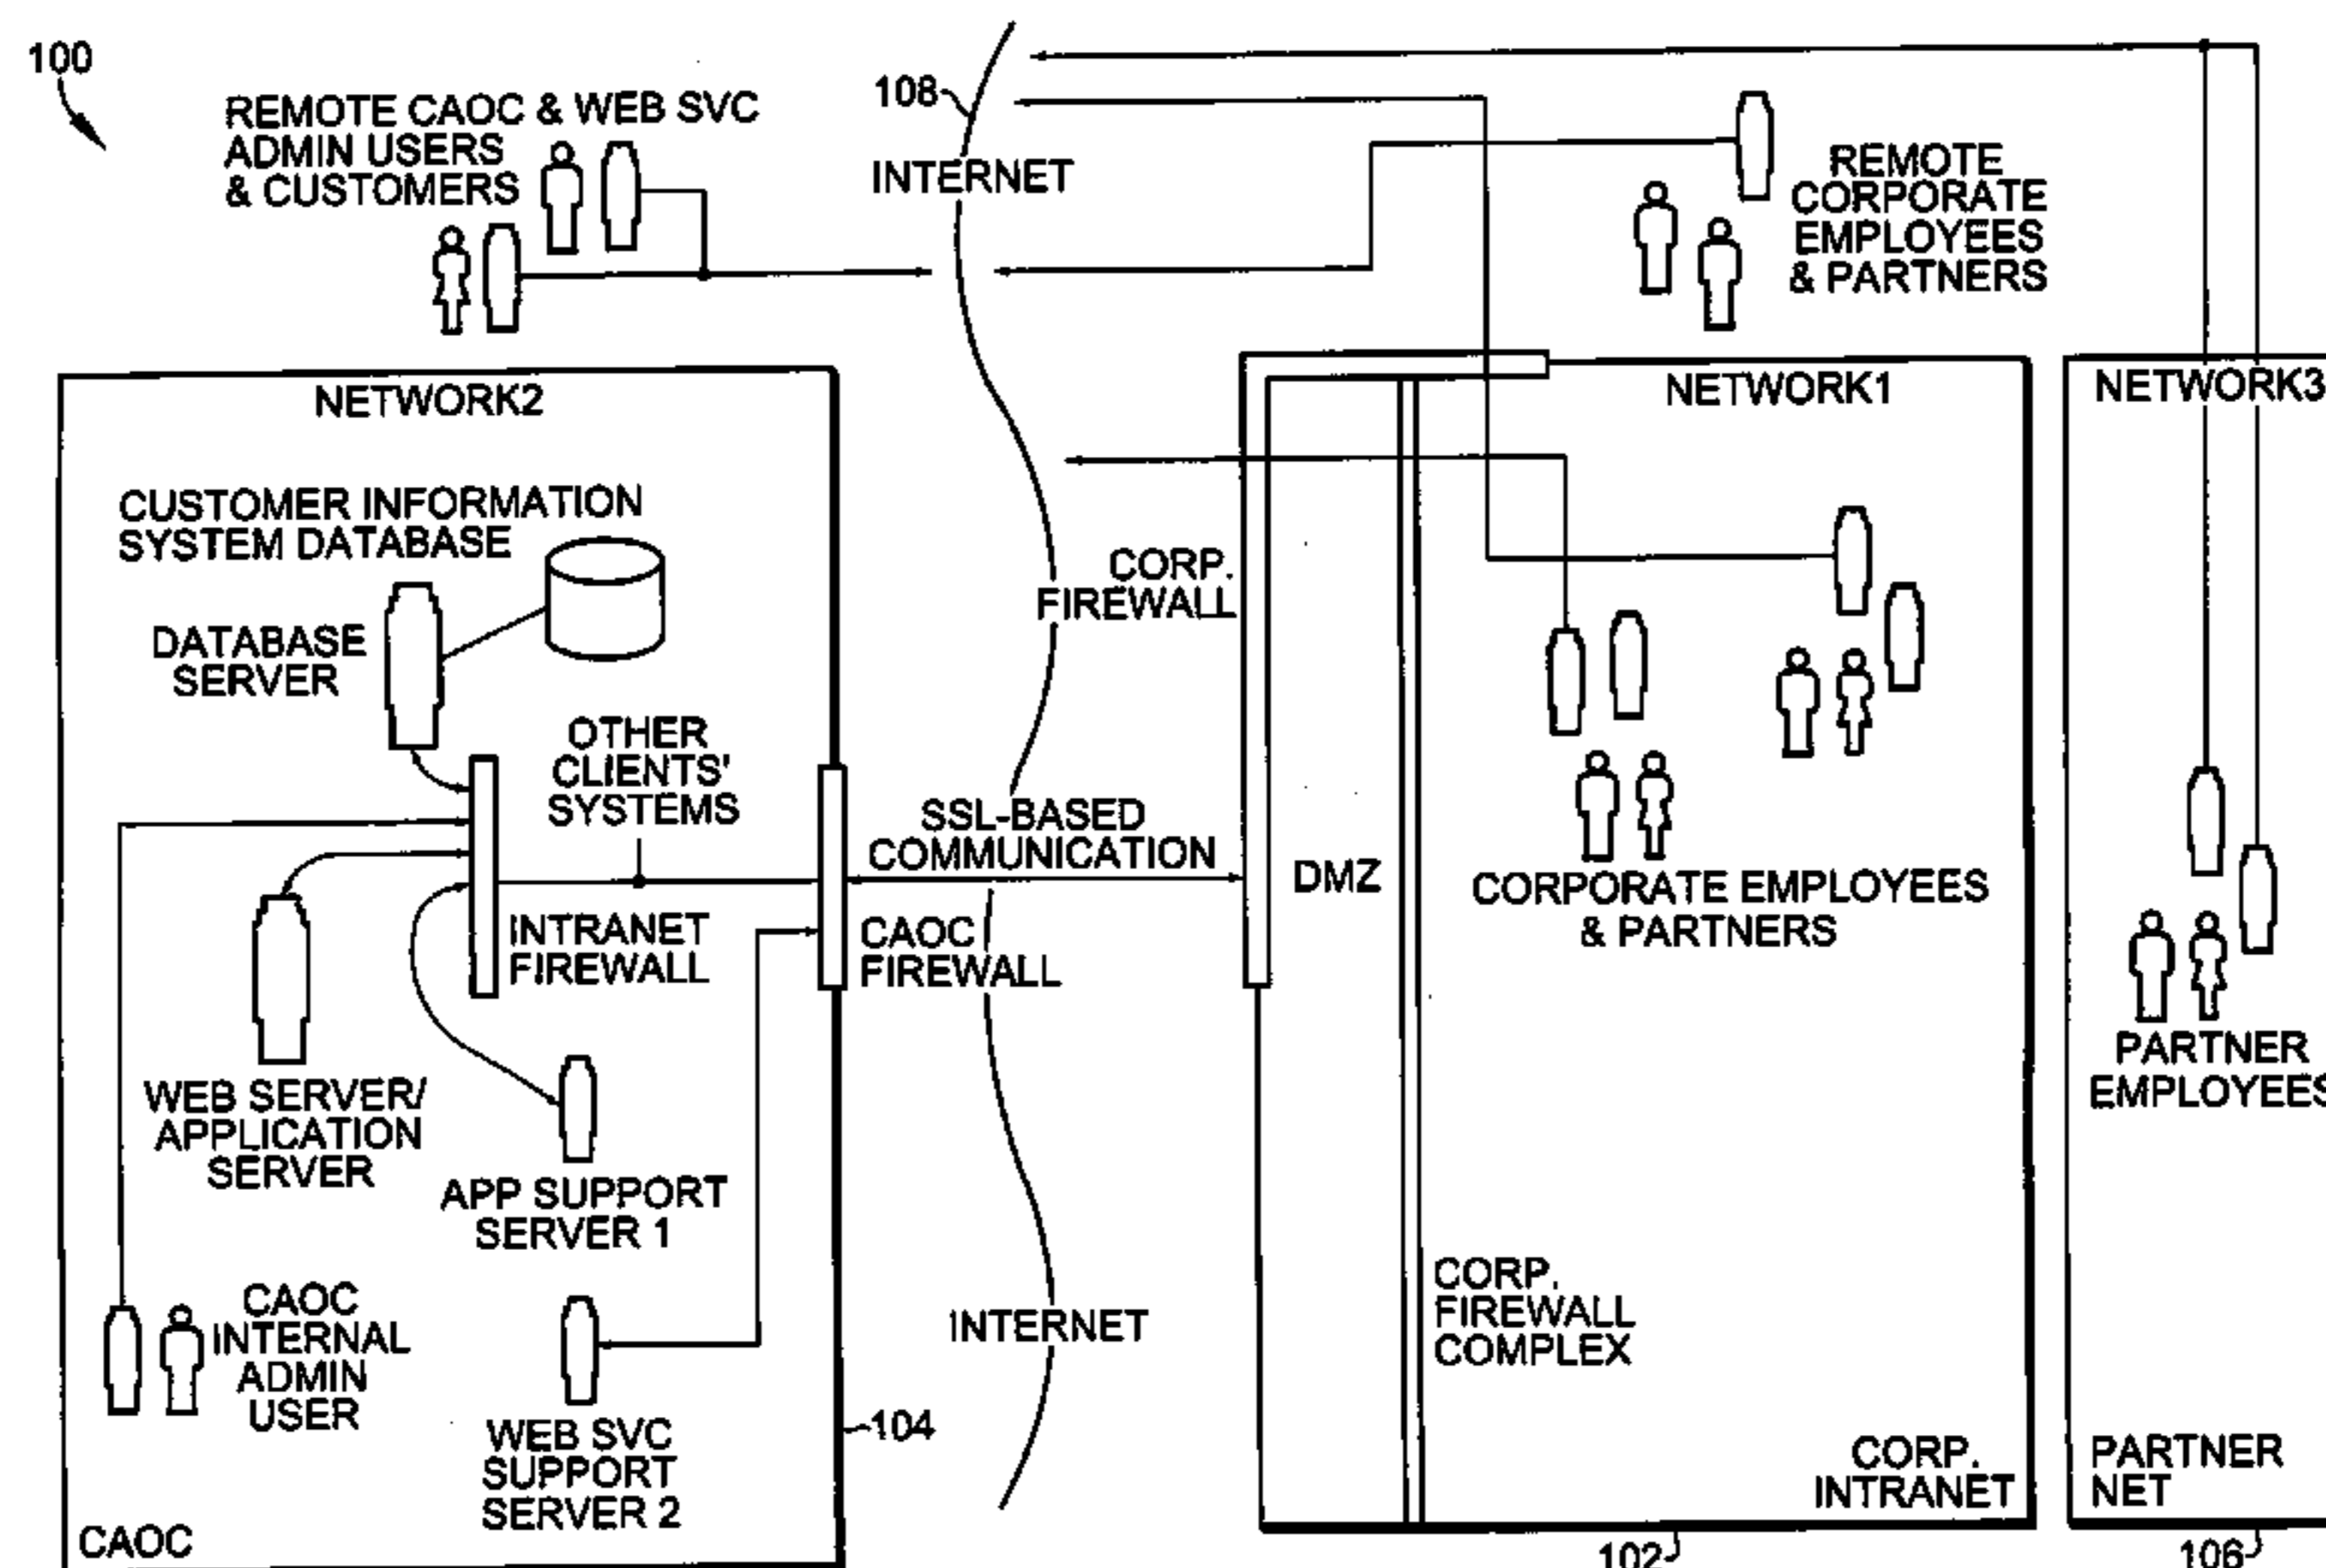 100
REMOTE CAOC & WEB SVC
ADMIN USERS
& CUSTOMERS
108
INTERNET
REMOTE
CORPORATE
EMPLOYEES
& PARTNERS
NETWORK2
CUSTOMER INFORMATION
SYSTEM DATABASE
DATABASE
SERVER
OTHER
CLIENTS'
SYSTEMS
INTRANET
FIREWALL
WEB SERVER/
APPLICATION
SERVER
APP SUPPORT
SERVER 1
CAOC
INTERNAL
ADMIN
USER
WEB SVC
SUPPORT
SERVER 2
CAOC
104
SSL-BASED
COMMUNICATION
CAOC
FIREWALL
INTERNET
CORP.
FIREWALL
NETWORK1
DMZ
CORPORATE EMPLOYEES
& PARTNERS
CORP.
FIREWALL
COMPLEX
CORP.
INTRANET
102
NETWORK3
PARTNER
EMPLOYEES
PARTNER
NET
106